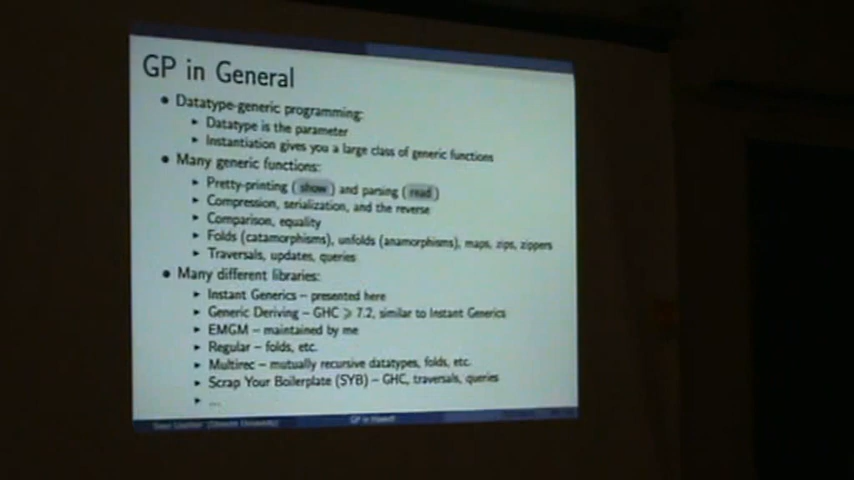 GP in General
• Datatype-generic programming:
▸ Datatype is the parameter
▸ Instantiation gives you a large class of generic functions
• Many generic functions:
▸ Pretty-printing ( show ) and parsing ( read )
▸ Compression, serialization, and the reverse
▸ Comparison, equality
▸ Folds (catamorphisms), unfolds (anamorphisms), maps, zips, zippers
▸ Traversals, updates, queries
• Many different libraries:
▸ Instant Generics – presented here
▸ Generic Deriving – GHC ⩾ 7.2, similar to Instant Generics
▸ EMGM – maintained by me
▸ Regular – folds, etc.
▸ Multirec – mutually recursive datatypes, folds, etc.
▸ Scrap Your Boilerplate (SYB) – GHC, traversals, queries
▸ ...
GP in Haskell